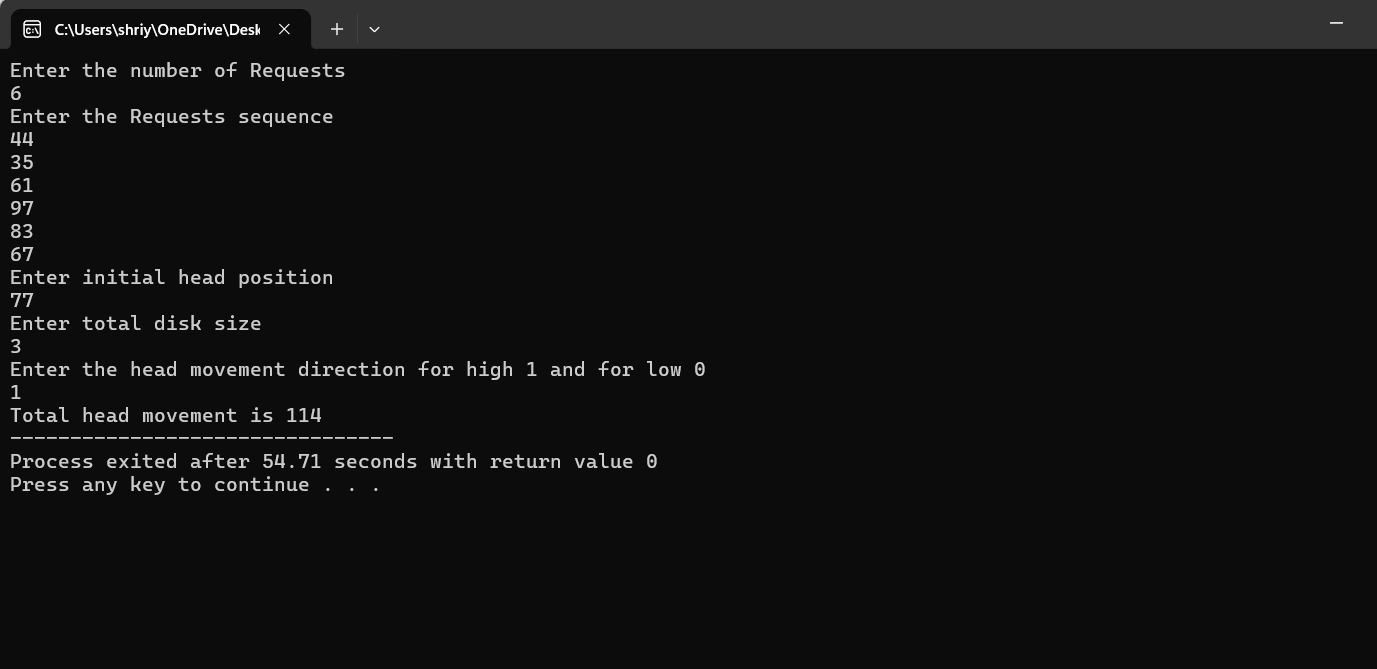 C:\Users\shriy\OneDrive\Desk
Enter the number of Requests
6
Enter the Requests sequence
44
35
61
97
83
67
Enter initial head position
77
Enter total disk size
3
Enter the head movement direction for high 1 and for low 0
1
Total head movement is 114
--------------------------------
Process exited after 54.71 seconds with return value 0
Press any key to continue . . .